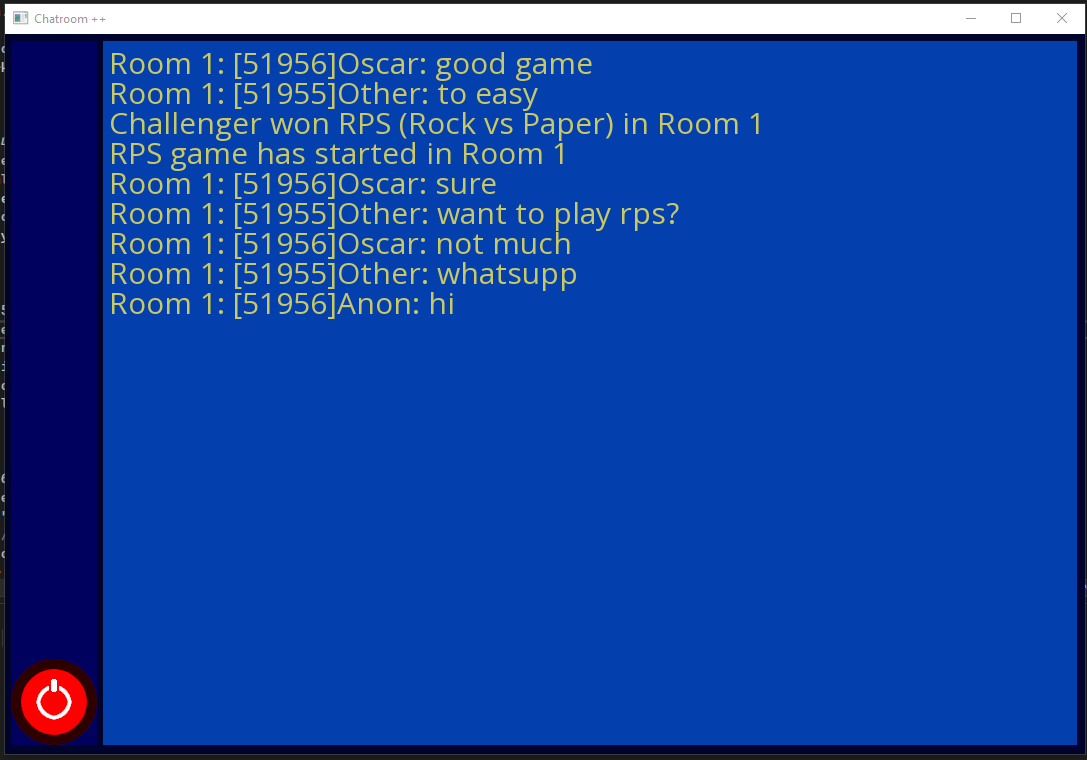 Chatroom ++
Room 1: [51956]Oscar: good game
Room 1: [51955]Other: to easy
Challenger won RPS (Rock vs Paper) in Room 1
RPS game has started in Room 1
Room 1: [51956]Oscar: sure
Room 1: [51955]Other: want to play rps?
Room 1: [51956]Oscar: not much
Room 1: [51955]Other: whatsupp
Room 1: [51956]Anon: hi